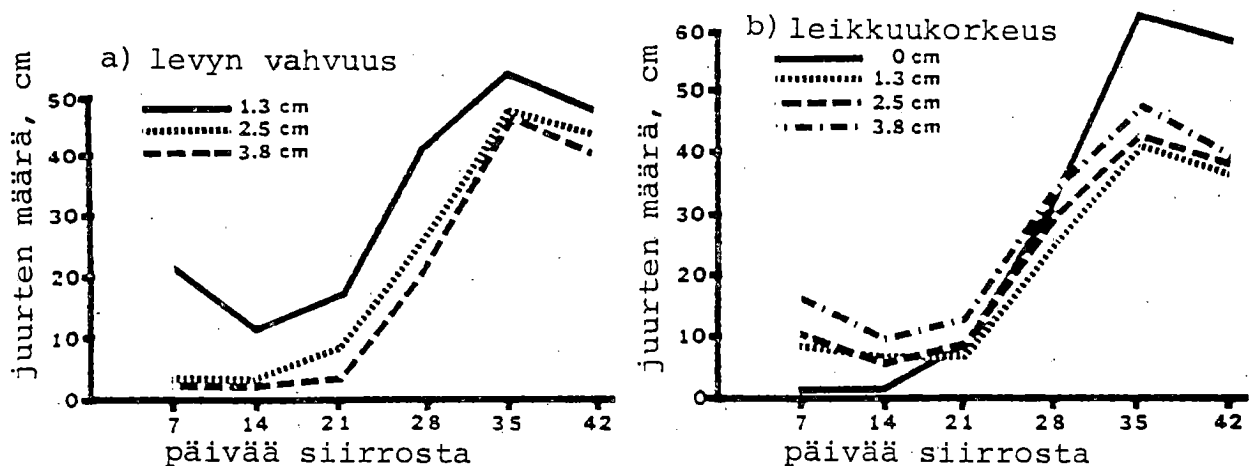 a) levyn vahvuus
1.3 cm
2.5 cm
3.8 cm
juurten määrä, cm
50
40
30
20
10
0
7 14 21 28 35 42
päivää siirrosta
b) leikkuukorkeus
0 cm
1.3 cm
2.5 cm
3.8 cm
juurten määrä, cm
60
50
40
30
20
10
0
7 14 21 28 35 42
päivää siirrosta